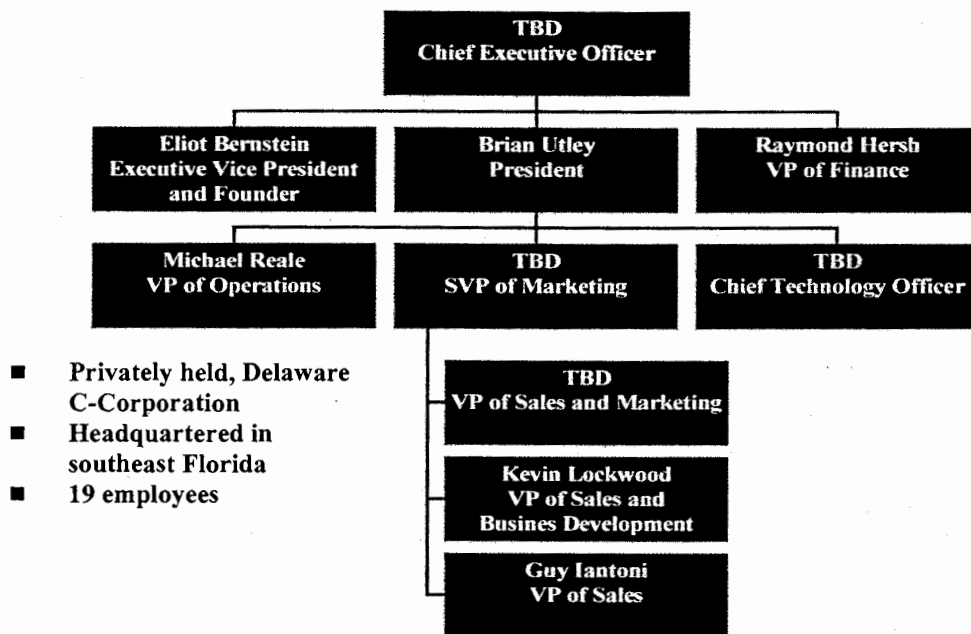 TBD
Chief Executive Officer
Eliot Bernstein
Executive Vice President
and Founder
Brian Utley
President
Raymond Hersh
VP of Finance
Michael Reale
VP of Operations
TBD
SVP of Marketing
TBD
Chief Technology Officer
■ Privately held, Delaware
C-Corporation
■ Headquartered in
southeast Florida
■ 19 employees
TBD
VP of Sales and Marketing
Kevin Lockwood
VP of Sales and
Busines Development
Guy Iantoni
VP of Sales